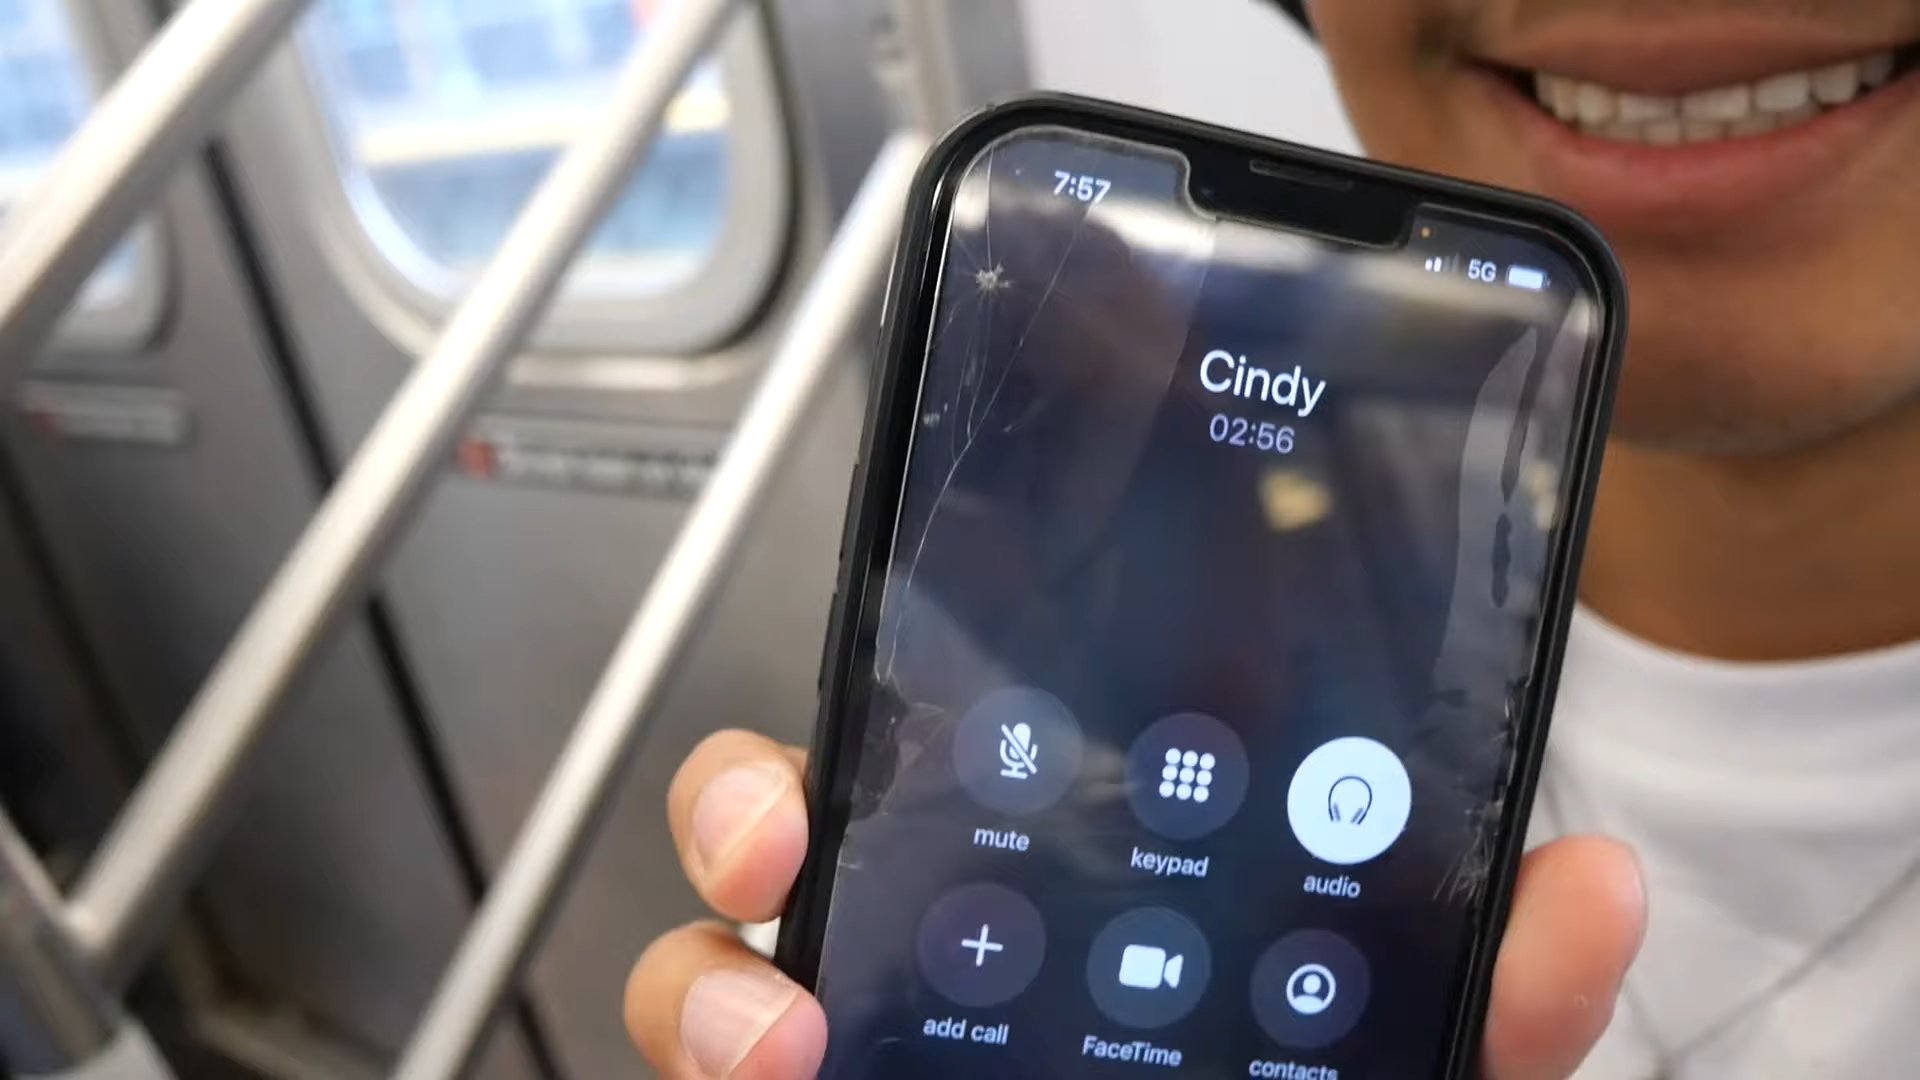 7:57
5G
Cindy
02:56
mute
keypad
audio
add call
FaceTime
contacts